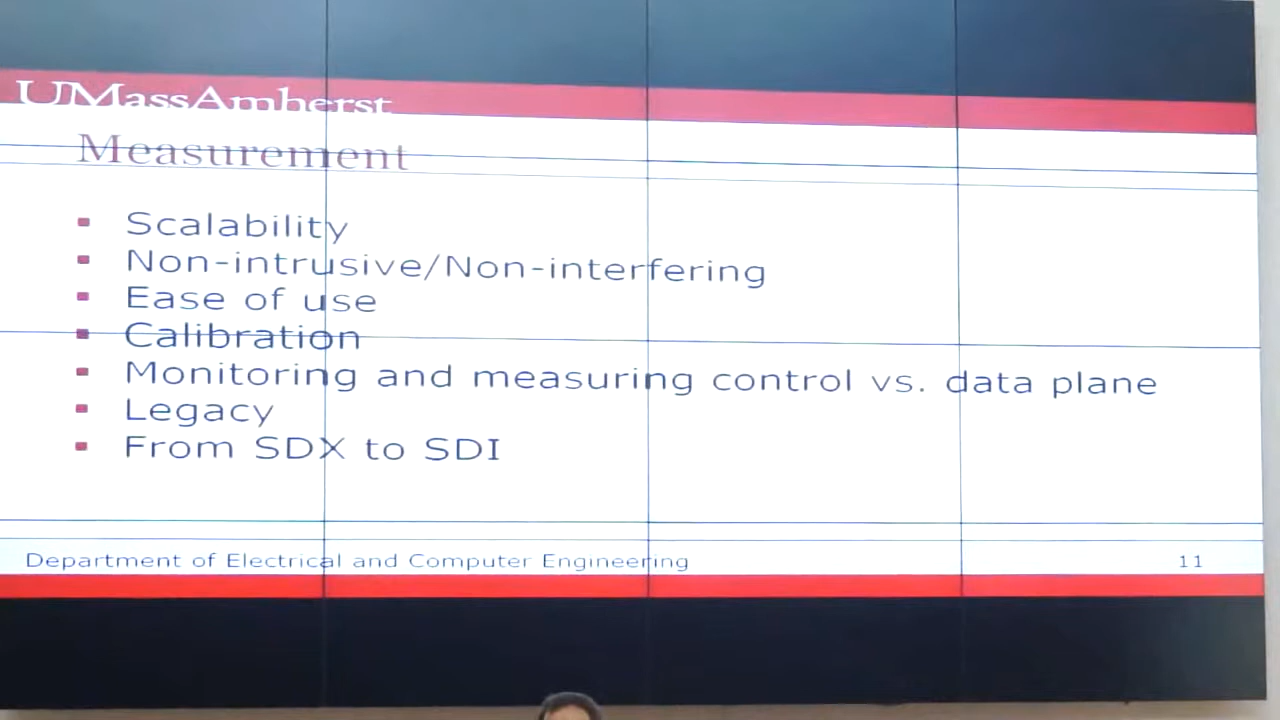 UMassAmherst
Measurement
Scalability
Non-intrusive/Non-interfering
Ease of use
Calibration
Monitoring and measuring control vs. data plane
Legacy
From SDX to SDI
Department of Electrical and Computer Engineering
11